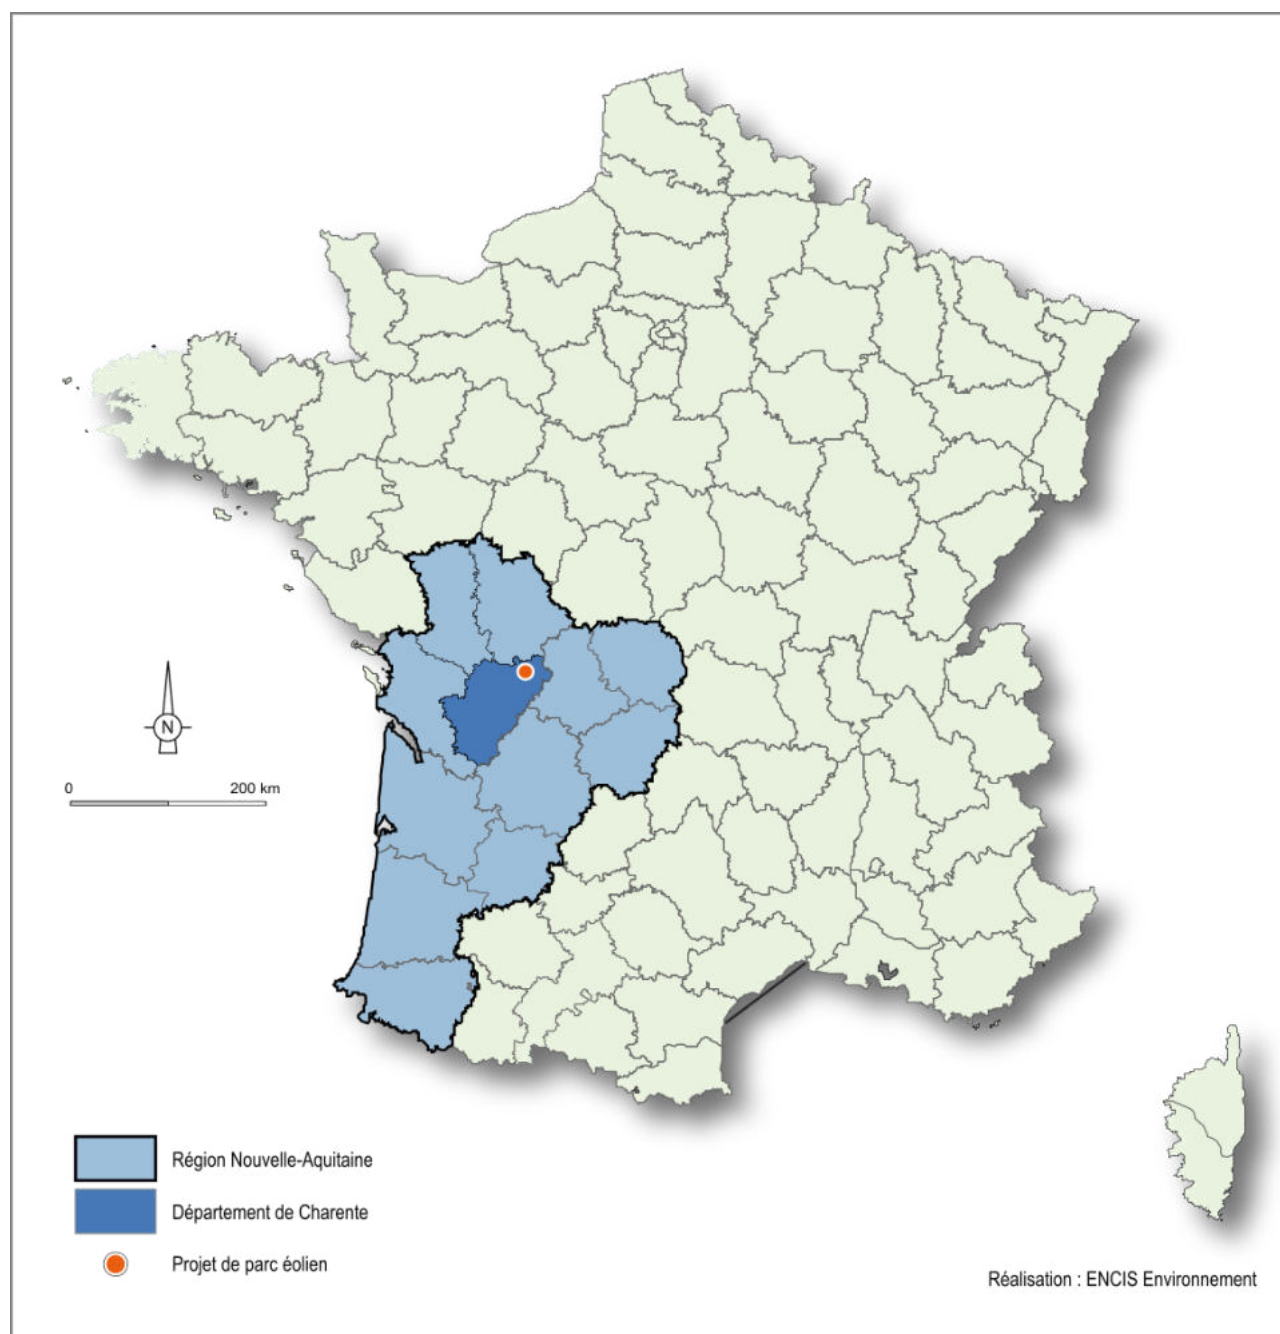 N
0 200 km
Région Nouvelle-Aquitaine
Département de Charente
Projet de parc éolien
Réalisation : ENCIS Environnement